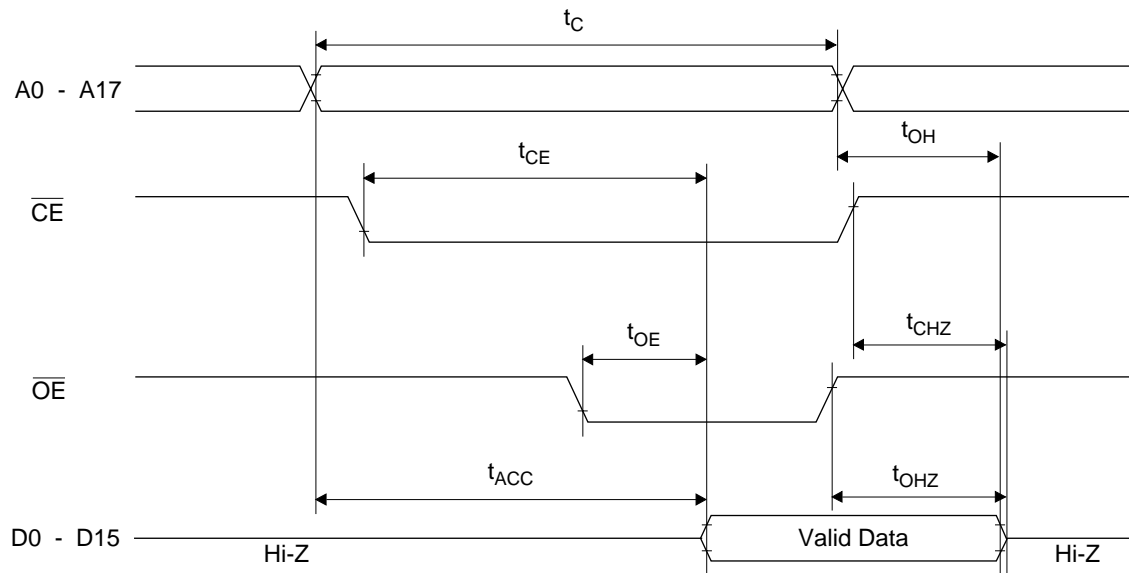 tC
A0 - A17
tOH
tCE
CE
tCHZ
tOE
OE
tACC
tOHZ
D0 - D15
Valid Data
Hi-Z
Hi-Z